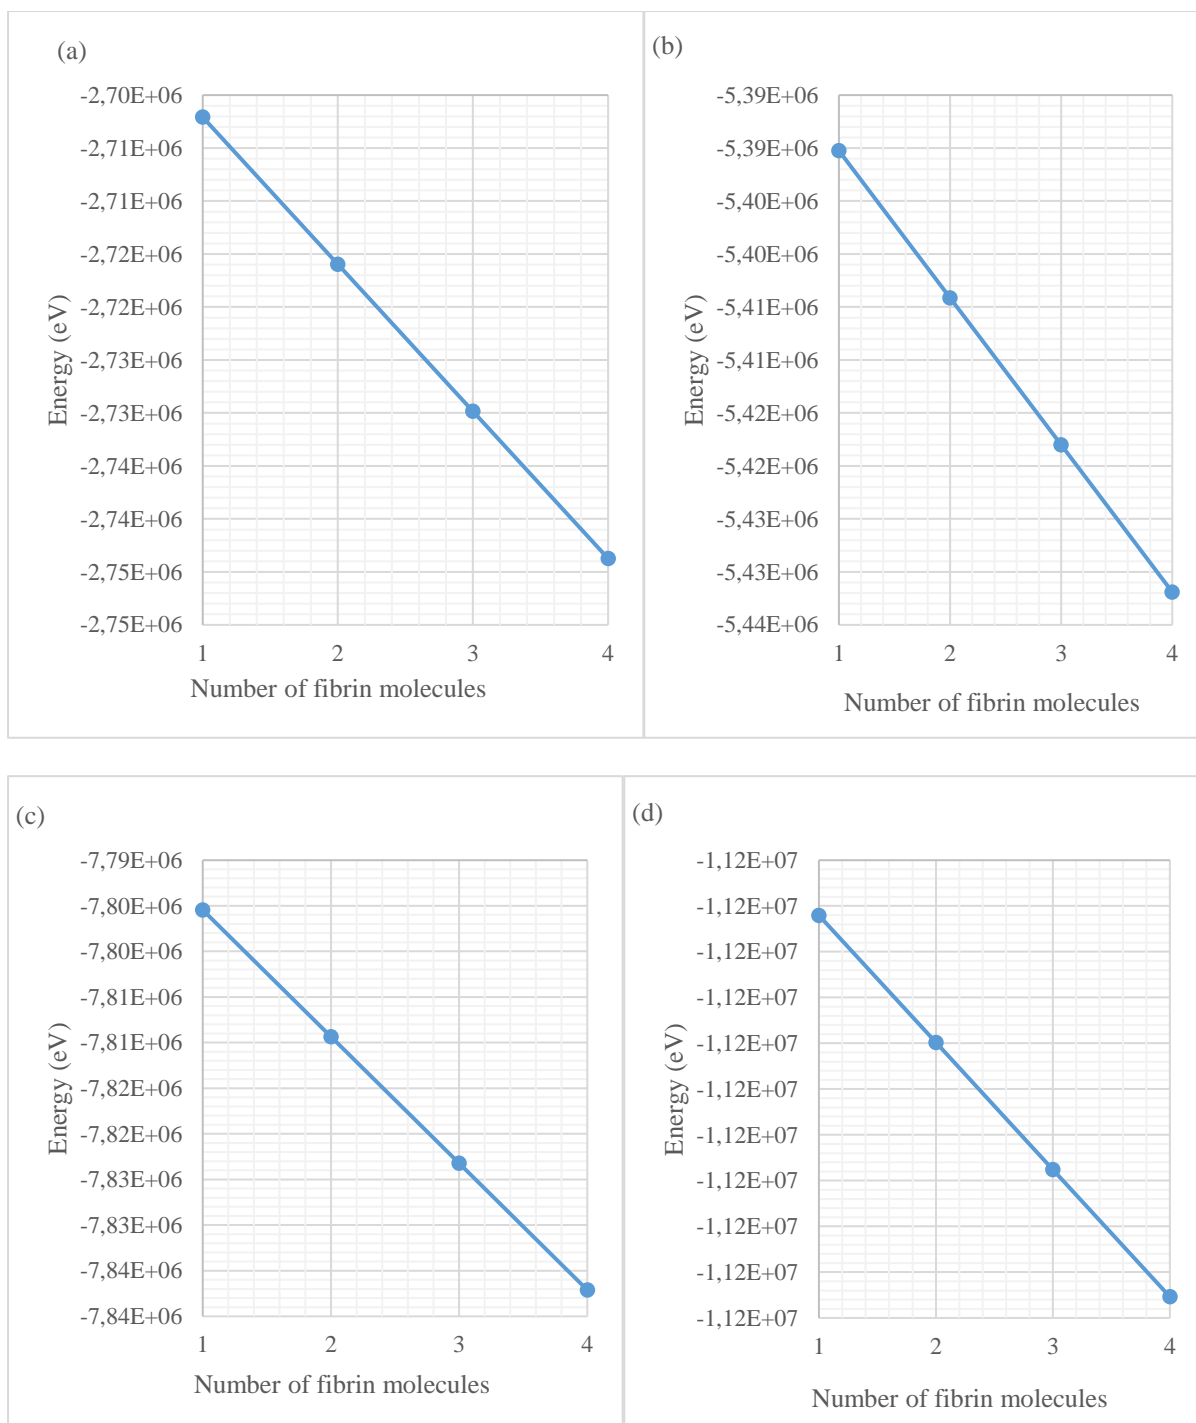 (a)
-2,70E+06
-2,71E+06
-2,71E+06
-2,72E+06
-2,72E+06
-2,73E+06
-2,73E+06
-2,74E+06
-2,74E+06
-2,75E+06
-2,75E+06
Energy (eV)
1 2 3 4
Number of fibrin molecules
(b)
-5,39E+06
-5,39E+06
-5,40E+06
-5,40E+06
-5,41E+06
-5,41E+06
-5,42E+06
-5,42E+06
-5,43E+06
-5,43E+06
-5,44E+06
Energy (eV)
1 2 3 4
Number of fibrin molecules
(c)
-7,79E+06
-7,80E+06
-7,80E+06
-7,81E+06
-7,81E+06
-7,82E+06
-7,82E+06
-7,83E+06
-7,83E+06
-7,84E+06
-7,84E+06
Energy (eV)
1 2 3 4
Number of fibrin molecules
(d)
-1,12E+07
-1,12E+07
-1,12E+07
-1,12E+07
-1,12E+07
-1,12E+07
-1,12E+07
-1,12E+07
-1,12E+07
-1,12E+07
-1,12E+07
Energy (eV)
1 2 3 4
Number of fibrin molecules